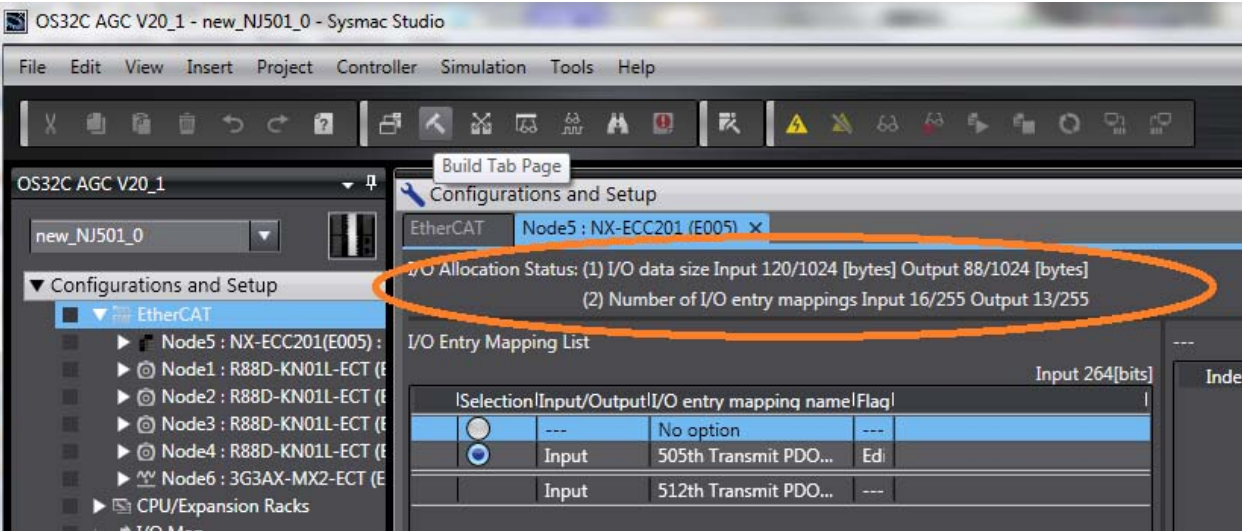 OS32C AGC V20_1 - new_NJ501_0 - Sysmac Studio
File Edit View Insert Project Controller Simulation Tools Help
Build Tab Page
OS32C AGC V20_1
new_NJ501_0
Configurations and Setup
EtherCAT
Node5 : NX-ECC201(E005) :
Node1 : R88D-KN01L-ECT (E
Node2 : R88D-KN01L-ECT (E
Node3 : R88D-KN01L-ECT (E
Node4 : R88D-KN01L-ECT (E
Node6 : 3G3AX-MX2-ECT (E
CPU/Expansion Racks
I/O Map
Configurations and Setup
EtherCAT Node5 : NX-ECC201 (E005)
I/O Allocation Status: (1) I/O data size Input 120/1024 [bytes] Output 88/1024 [bytes]
(2) Number of I/O entry mappings Input 16/255 Output 13/255
I/O Entry Mapping List
---
Input 264[bits]
Inde
Selection Input/Output I/O entry mapping name Flag
--- No option ---
Input 505th Transmit PDO... Edi
Input 512th Transmit PDO... ---